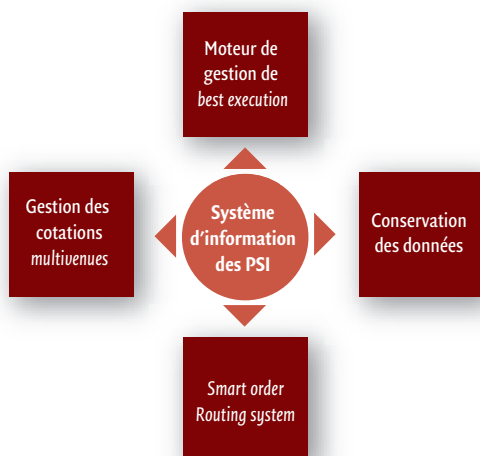 Moteur de
gestion de
best execution
Gestion des
cotations
multivenues
Système
d'information
des PSI
Conservation
des données
Smart order
Routing system